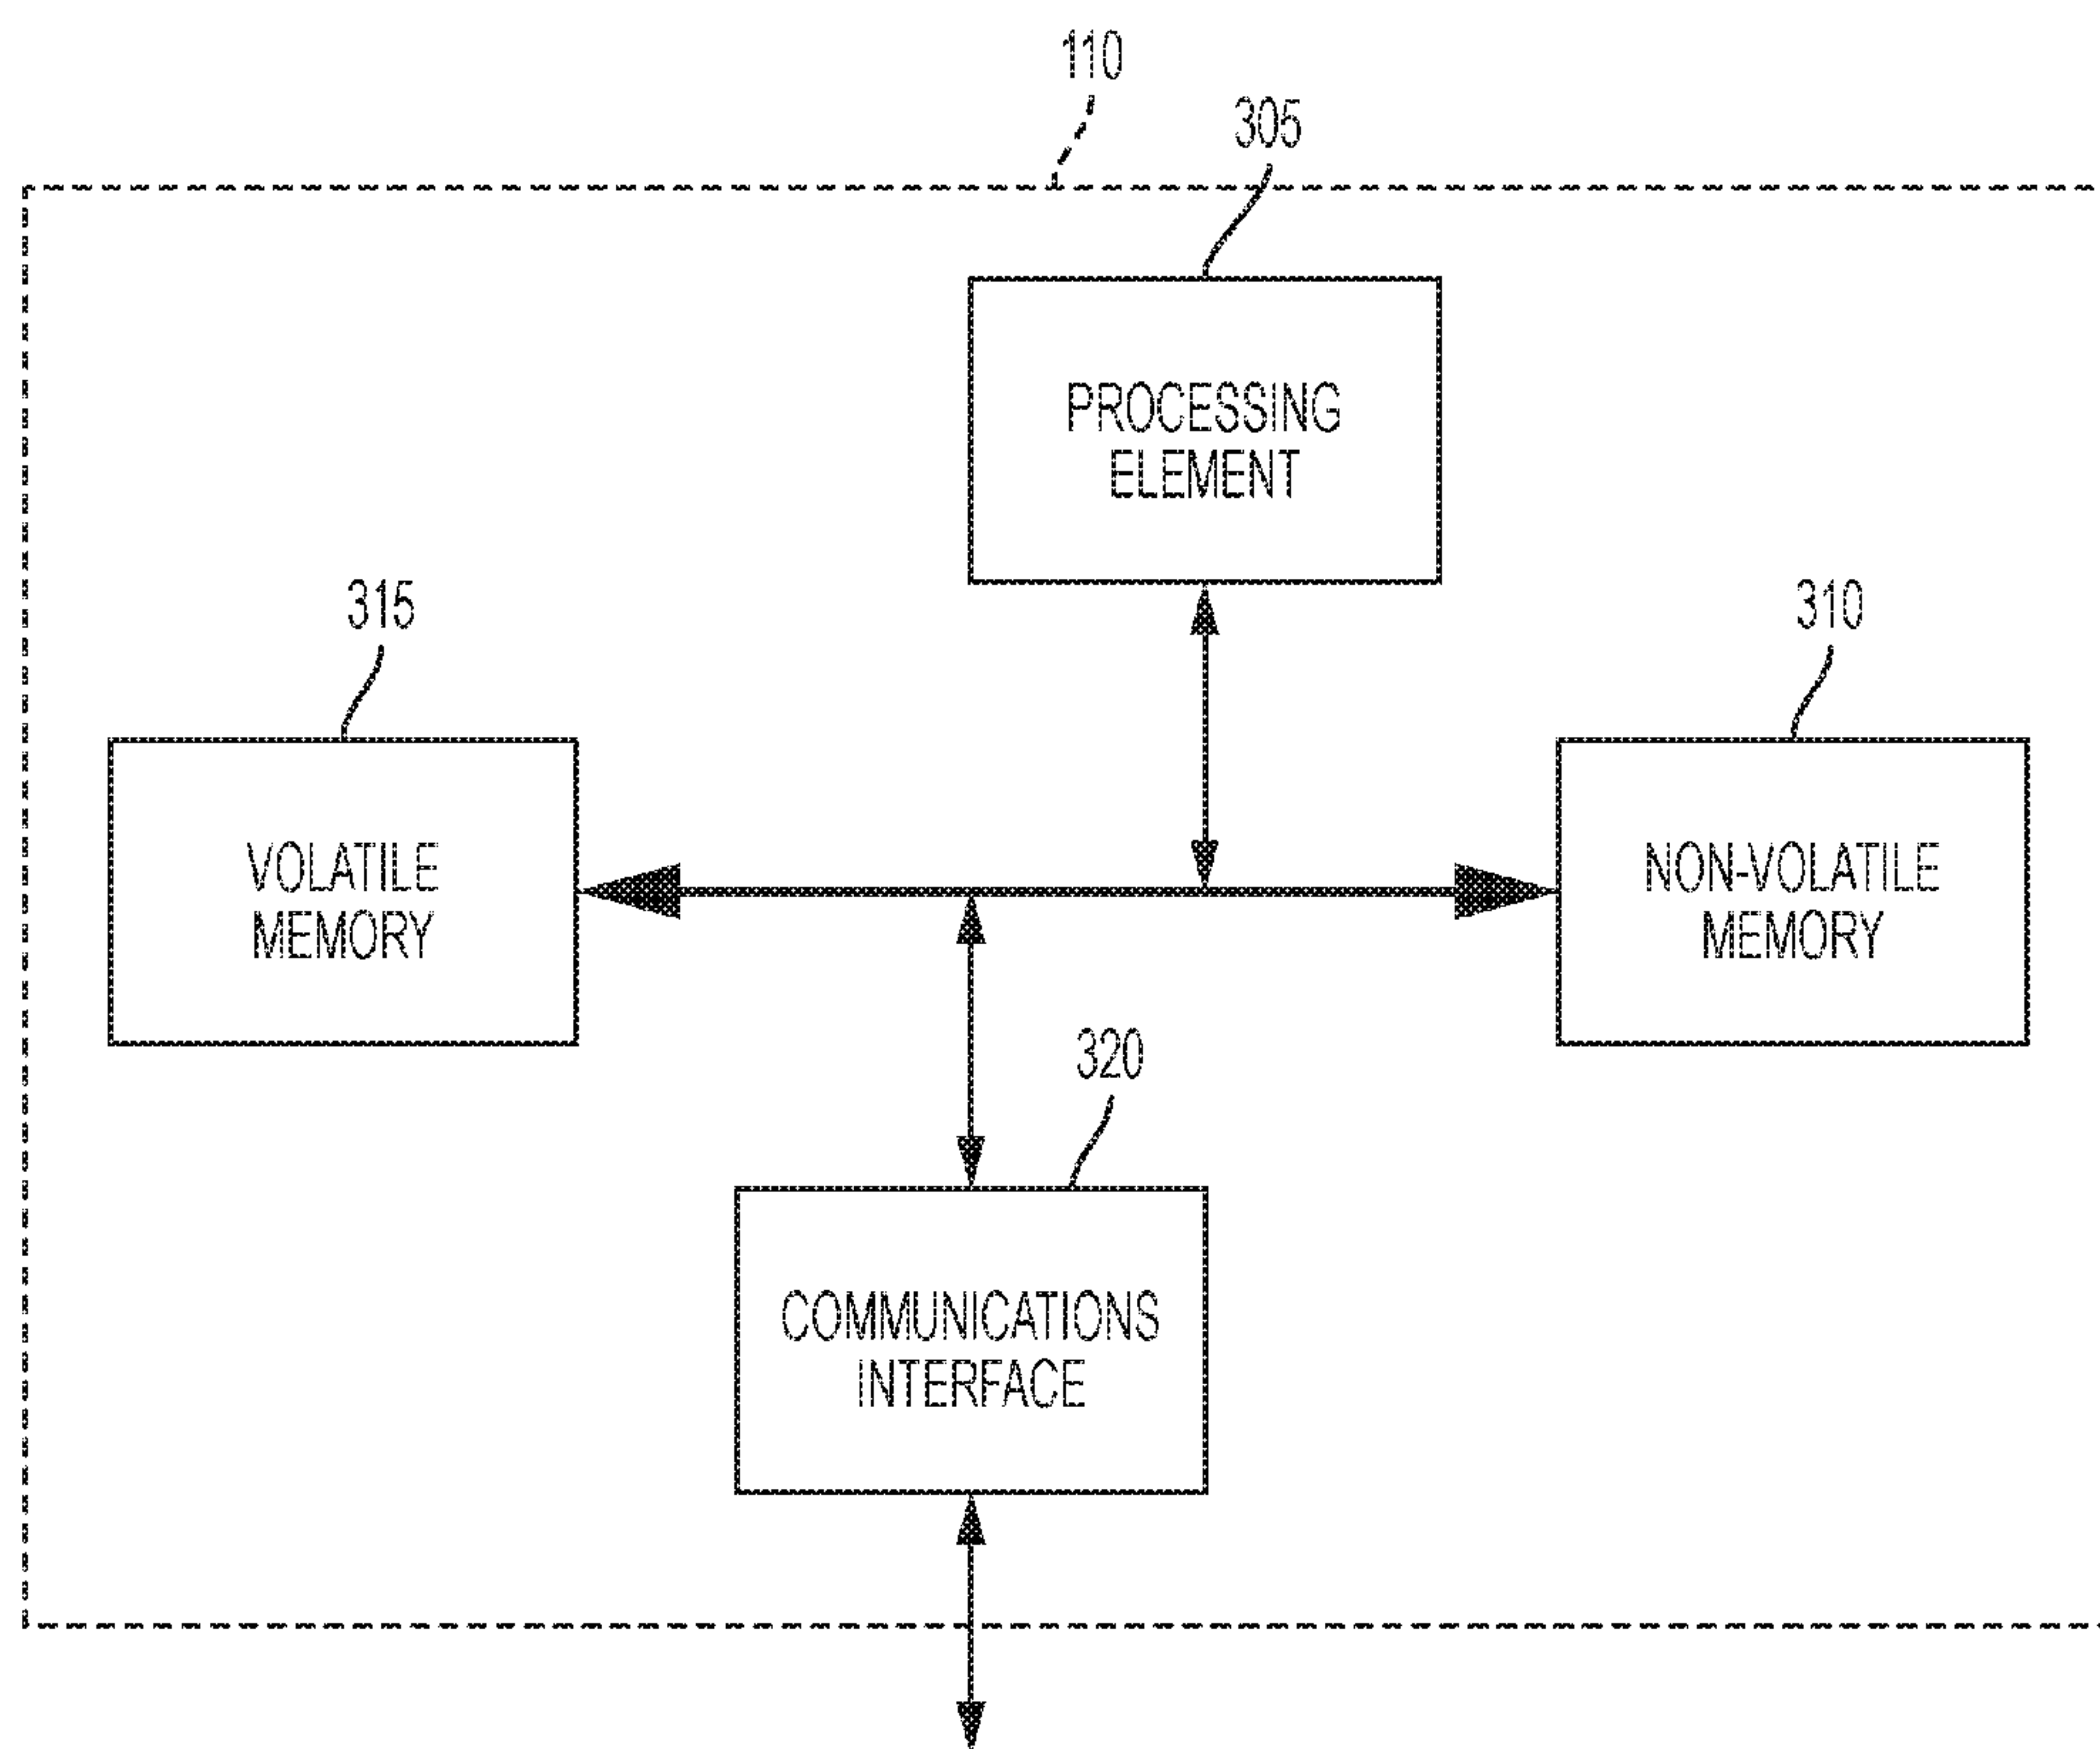 110
305
PROCESSING
ELEMENT
315
310
VOLATILE
MEMORY
NON-VOLATILE
MEMORY
320
COMMUNICATIONS
INTERFACE